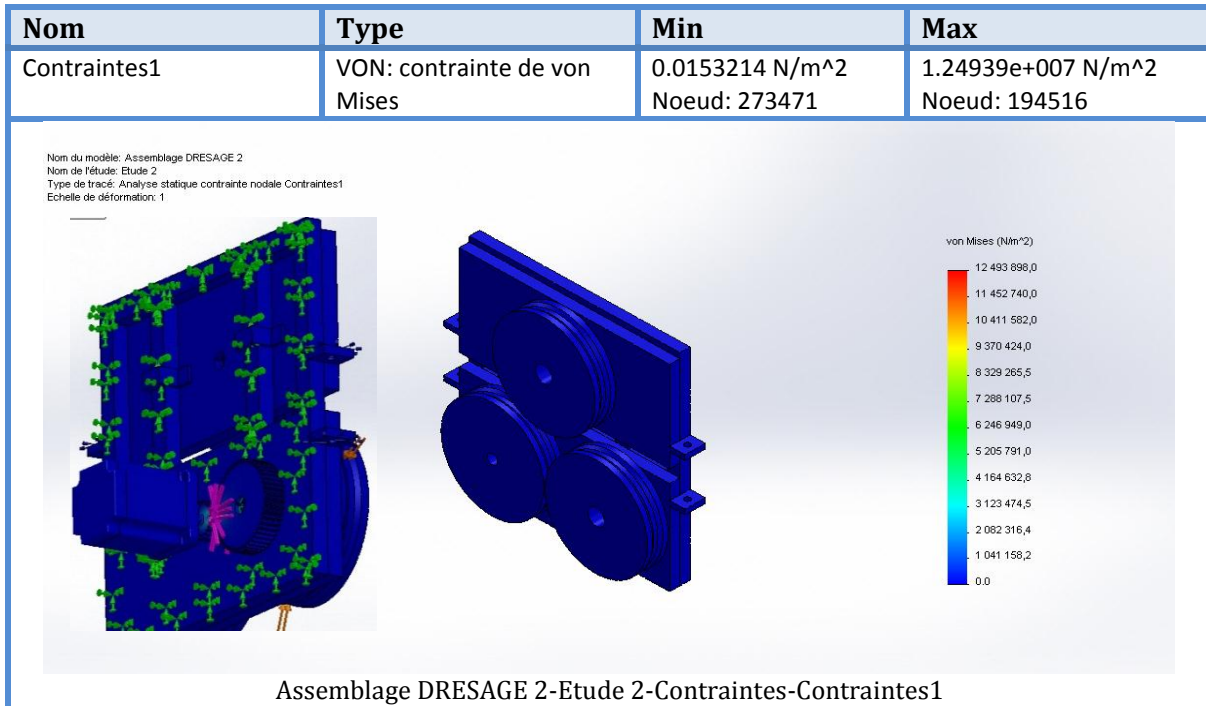 Nom Type Min Max
Contraintes1 VON: contrainte de von 0.0153214 N/m^2 1.24939e+007 N/m^2
Mises Noeud: 273471 Noeud: 194516
Nom du modèle: Assemblage DRESAGE 2
Nom de l'étude: Etude 2
Type de tracé: Analyse statique contrainte nodale Contraintes1
Echelle de déformation: 1
von Mises (N/m^2)
12 493 898,0
11 452 740,0
10 411 582,0
9 370 424,0
8 329 265,5
7 288 107,5
6 246 949,0
5 205 791,0
4 164 632,8
3 123 474,5
2 082 316,4
1 041 158,2
0.0
Assemblage DRESAGE 2-Etude 2-Contraintes-Contraintes1